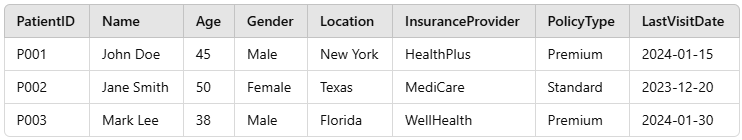 PatientID Name Age Gender Location InsuranceProvider PolicyType LastVisitDate
P001 John Doe 45 Male New York HealthPlus Premium 2024-01-15
P002 Jane Smith 50 Female Texas MediCare Standard 2023-12-20
P003 Mark Lee 38 Male Florida WellHealth Premium 2024-01-30